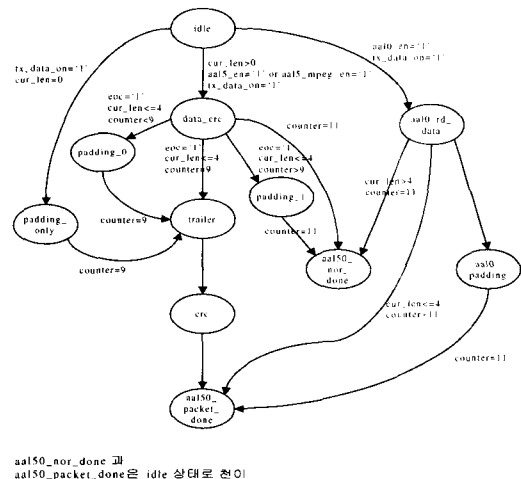 idle
tx_data_on='1'
cur_len=0
cur_len>0
aal5_en='1' or aal5_mpeg_en='1'
tx_data_on='1'
aal0_en='1'
tx_data_on='1'
eoc='1'
cur_len<=4
counter<9
data_crc
counter=11
aal0_rd_
data
padding_0
eoc='1'
cur_len<=4
counter=9
eoc='1'
cur_len<=4
counter>9
padding_1
cur_len>4
counter=11
padding_
only
counter=9
trailer
counter=9
counter=11
aal50_
nor_
done
aal0
padding
crc
cur_len<=4
counter=11
counter=11
aal50_
packet_
done
aal50_nor_done 과
aal50_packet_done은 idle 상태로 천이